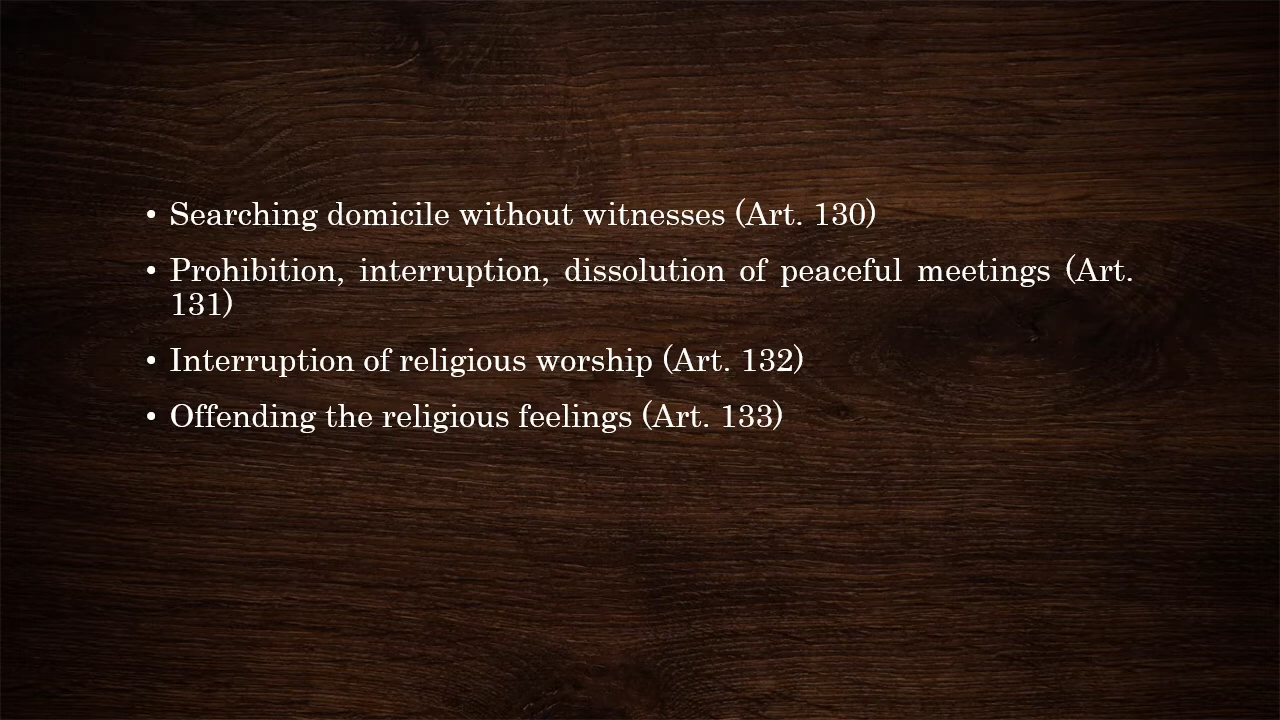 • Searching domicile without witnesses (Art. 130)
• Prohibition, interruption, dissolution of peaceful meetings (Art.
131)
• Interruption of religious worship (Art. 132)
• Offending the religious feelings (Art. 133)